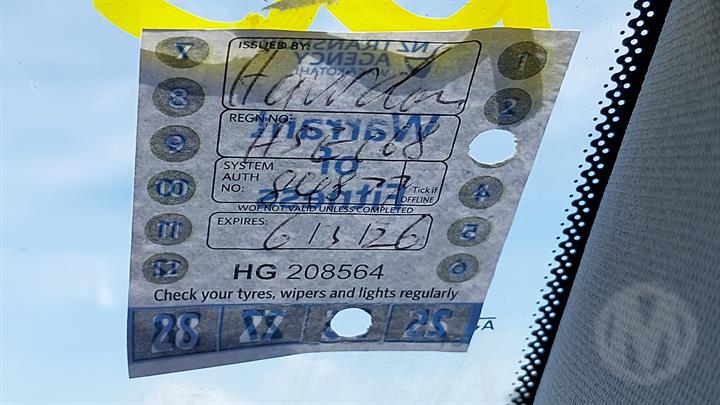 ISSUED BY:
NZ TRANSPORT
AGENCY
WAKA KOTAHI
Warrant
of
Fitness
REGN NO:
SYSTEM
AUTH
NO:
Tick if
OFFLINE
WOF NOT VALID UNLESS COMPLETED
EXPIRES: 6/3/26
HG 208564
Check your tyres, wipers and lights regularly
7
8
9
10
11
12
1
2
4
5
6
28
27
25